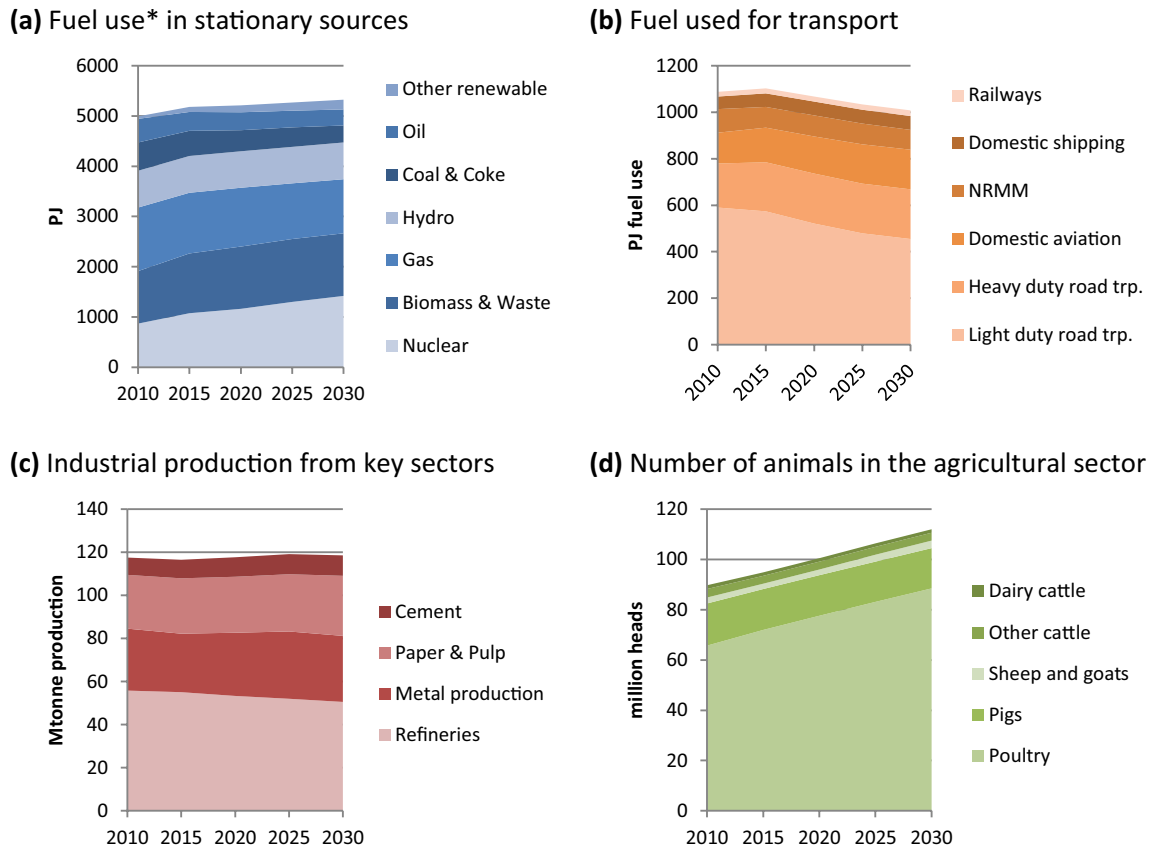 (a) Fuel use* in stationary sources
6000
5000
4000
3000
2000
1000
0
PJ
2010 2015 2020 2025 2030
Other renewable
Oil
Coal & Coke
Hydro
Gas
Biomass & Waste
Nuclear
(b) Fuel used for transport
1200
1000
800
600
400
200
0
PJ fuel use
2010 2015 2020 2025 2030
Railways
Domestic shipping
NRMM
Domestic aviation
Heavy duty road trp.
Light duty road trp.
(c) Industrial production from key sectors
140
120
100
80
60
40
20
0
Mtonne production
2010 2015 2020 2025 2030
Cement
Paper & Pulp
Metal production
Refineries
(d) Number of animals in the agricultural sector
120
100
80
60
40
20
0
million heads
2010 2015 2020 2025 2030
Dairy cattle
Other cattle
Sheep and goats
Pigs
Poultry